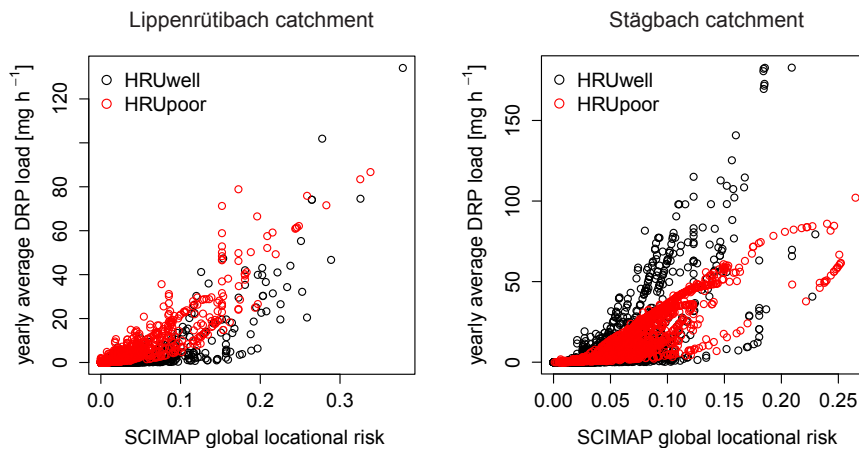 Lippenrütibach catchment
yearly average DRP load [mg h⁻¹]
120
80
60
40
20
0
HRUwell
HRUpoor
0.0 0.1 0.2 0.3
SCIMAP global locational risk
Stägbach catchment
yearly average DRP load [mg h⁻¹]
150
100
50
0
HRUwell
HRUpoor
0.00 0.05 0.10 0.15 0.20 0.25
SCIMAP global locational risk